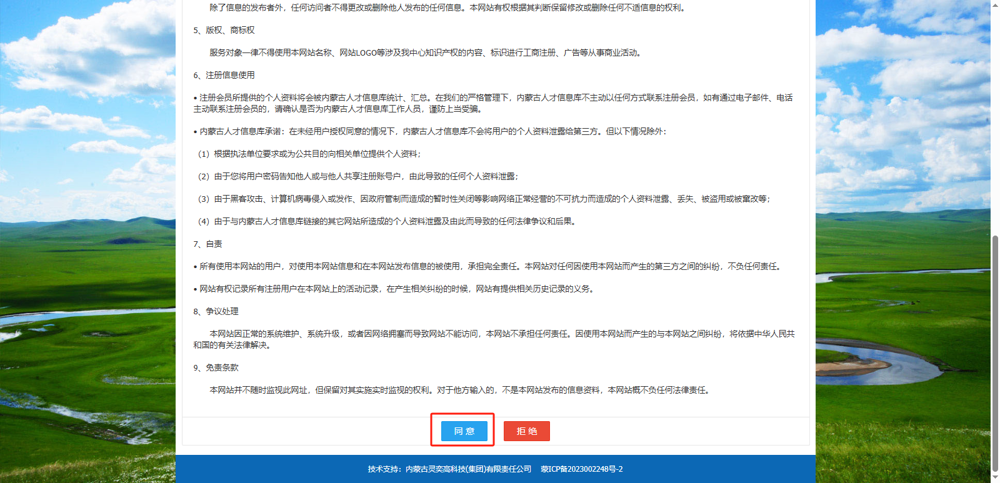 除了信息的发布者外，任何访问者不得更改或删除他人发布的任何信息。本网站有权根据其判断保留修改或删除任何不适信息的权利。
5、版权、商标权
服务对象一律不得使用本网站名称、网站LOGO等涉及我中心知识产权的内容、标识进行工商注册、广告等从事商业活动。
6、注册信息使用
• 注册会员所提供的个人资料将会被内蒙古人才信息库统计、汇总。在我们的严格管理下，内蒙古人才信息库不主动以任何方式联系注册会员，如有通过电子邮件、电话
主动联系注册会员的，请确认是否为内蒙古人才信息库工作人员，谨防上当受骗。
• 内蒙古人才信息库承诺：在未经用户授权同意的情况下，内蒙古人才信息库不会将用户的个人资料泄露给第三方。但以下情况除外：
（1）根据执法单位要求或为公共目的向相关单位提供个人资料；
（2）由于您将用户密码告知他人或与他人共享注册账号户，由此导致的任何个人资料泄露；
（3）由于黑客攻击、计算机病毒侵入或发作、因政府管制而造成的暂时性关闭等影响网络正常经营的不可抗力而造成的个人资料泄露、丢失、被盗用或被窜改等；
（4）由于与内蒙古人才信息库链接的其它网站所造成的个人资料泄露及由此而导致的任何法律争议和后果。
7、自责
• 所有使用本网站的用户，对使用本网站信息和在本网站发布信息的被使用，承担完全责任。本网站对任何因使用本网站而产生的第三方之间的纠纷，不负任何责任。
• 网站有权记录所有注册用户在本网站上的活动记录，在产生相关纠纷的时候，网站有提供相关历史记录的义务。
8、争议处理
本网站因正常的系统维护、系统升级，或者因网络拥塞而导致网站不能访问，本网站不承担任何责任。因使用本网站而产生的与本网站之间纠纷，将依据中华人民共
和国的有关法律解决。
9、免责条款
本网站并不随时监视此网址，但保留对其实施实时监视的权利。对于他方输入的，不是本网站发布的信息资料，本网站概不负任何法律责任。
同 意 拒 绝
技术支持：内蒙古灵奕高科技(集团)有限责任公司 蒙ICP备2023002248号-2